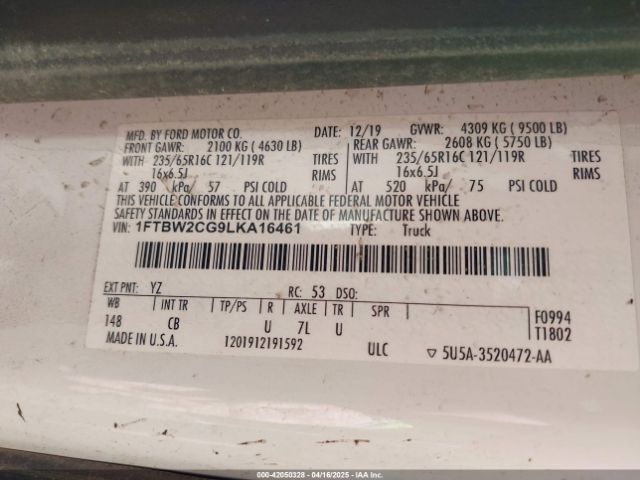 MFD. BY FORD MOTOR CO. DATE: 12/19 GVWR: 4309 KG ( 9500 LB)
FRONT GAWR: 2100 KG ( 4630 LB) REAR GAWR: 2608 KG ( 5750 LB)
WITH 235/65R16C 121/119R TIRES WITH 235/65R16C 121/119R TIRES
16x6.5J RIMS 16x6.5J RIMS
AT 390 kPa/ 57 PSI COLD AT 520 kPa/ 75 PSI COLD
THIS VEHICLE CONFORMS TO ALL APPLICABLE FEDERAL MOTOR VEHICLE
SAFETY STANDARDS IN EFFECT ON THE DATE OF MANUFACTURE SHOWN ABOVE.
VIN: 1FTBW2CG9LKA16461 TYPE: Truck
EXT PNT: YZ RC: 53 DSO:
WB INT TR TP/PS R AXLE TR SPR F0994
148 CB U 7L U T1802
MADE IN U.S.A. 1201912191592 ULC ▽ 5U5A-3520472-AA
000-42050328 - 04/16/2025 - IAAI.COM